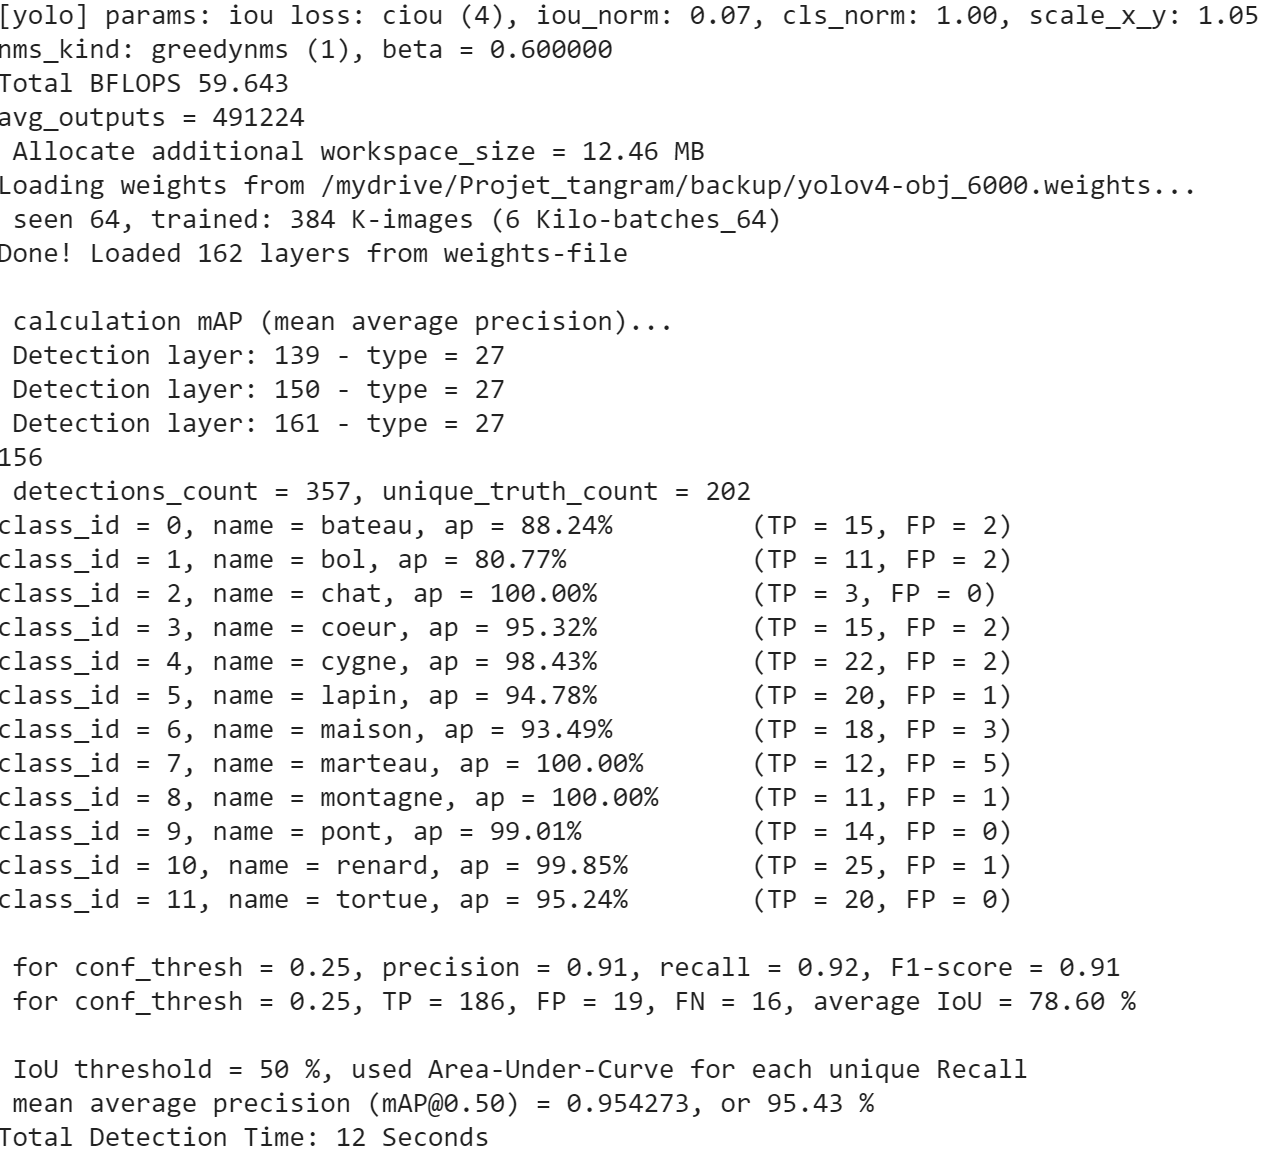 [yolo] params: iou loss: ciou (4), iou_norm: 0.07, cls_norm: 1.00, scale_x_y: 1.05
nms_kind: greedynms (1), beta = 0.600000
Total BFLOPS 59.643
avg_outputs = 491224
Allocate additional workspace_size = 12.46 MB
Loading weights from /mydrive/Projet_tangram/backup/yolov4-obj_6000.weights...
seen 64, trained: 384 K-images (6 Kilo-batches_64)
Done! Loaded 162 layers from weights-file
calculation mAP (mean average precision)...
Detection layer: 139 - type = 27
Detection layer: 150 - type = 27
Detection layer: 161 - type = 27
156
detections_count = 357, unique_truth_count = 202
class_id = 0, name = bateau, ap = 88.24% (TP = 15, FP = 2)
class_id = 1, name = bol, ap = 80.77% (TP = 11, FP = 2)
class_id = 2, name = chat, ap = 100.00% (TP = 3, FP = 0)
class_id = 3, name = coeur, ap = 95.32% (TP = 15, FP = 2)
class_id = 4, name = cygne, ap = 98.43% (TP = 22, FP = 2)
class_id = 5, name = lapin, ap = 94.78% (TP = 20, FP = 1)
class_id = 6, name = maison, ap = 93.49% (TP = 18, FP = 3)
class_id = 7, name = marteau, ap = 100.00% (TP = 12, FP = 5)
class_id = 8, name = montagne, ap = 100.00% (TP = 11, FP = 1)
class_id = 9, name = pont, ap = 99.01% (TP = 14, FP = 0)
class_id = 10, name = renard, ap = 99.85% (TP = 25, FP = 1)
class_id = 11, name = tortue, ap = 95.24% (TP = 20, FP = 0)
for conf_thresh = 0.25, precision = 0.91, recall = 0.92, F1-score = 0.91
for conf_thresh = 0.25, TP = 186, FP = 19, FN = 16, average IoU = 78.60 %
IoU threshold = 50 %, used Area-Under-Curve for each unique Recall
mean average precision (mAP@0.50) = 0.954273, or 95.43 %
Total Detection Time: 12 Seconds